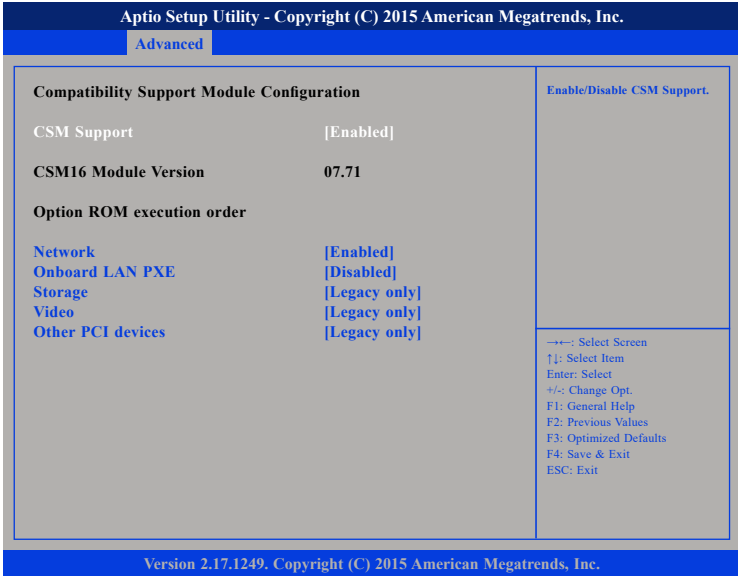 Aptio Setup Utility - Copyright (C) 2015 American Megatrends, Inc.
Advanced
Compatibility Support Module Configuration
CSM Support [Enabled]
CSM16 Module Version 07.71
Option ROM execution order
Network [Enabled]
Onboard LAN PXE [Disabled]
Storage [Legacy only]
Video [Legacy only]
Other PCI devices [Legacy only]
Enable/Disable CSM Support.
→←: Select Screen
↑↓: Select Item
Enter: Select
+/-: Change Opt.
F1: General Help
F2: Previous Values
F3: Optimized Defaults
F4: Save & Exit
ESC: Exit
Version 2.17.1249. Copyright (C) 2015 American Megatrends, Inc.